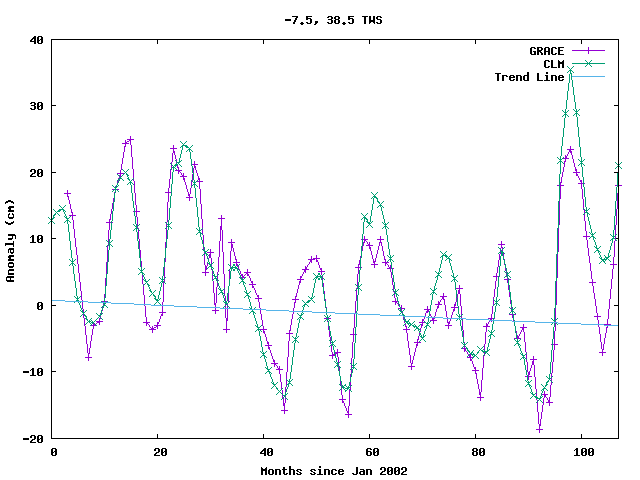 -7.5, 38.5 TWS
GRACE
CLM
Trend Line
Anomaly (cm)
40
30
20
10
0
-10
-20
0 20 40 60 80 100
Months since Jan 2002